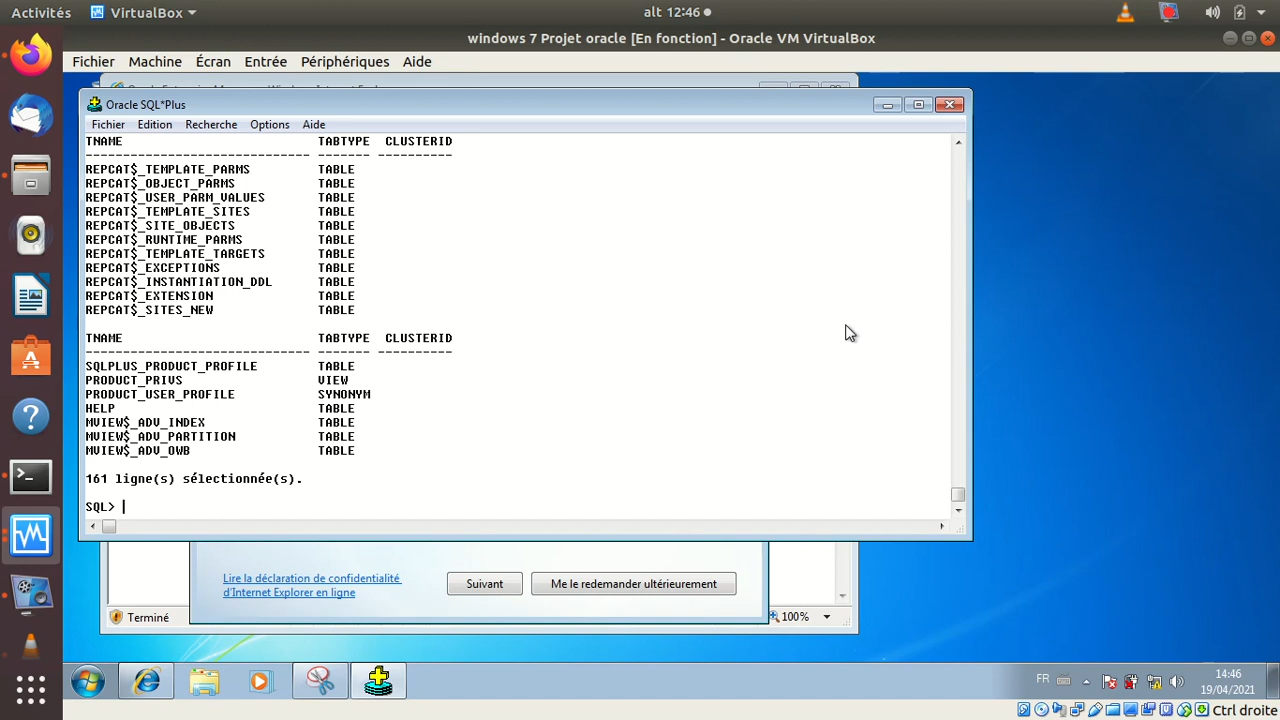 Activités
VirtualBox
alt 12:46
windows 7 Projet oracle [En fonction] - Oracle VM VirtualBox
Fichier Machine Écran Entrée Périphériques Aide
Oracle SQL*Plus
Fichier Edition Recherche Options Aide
TNAME TABTYPE CLUSTERID
------------------------------ ------- ----------
REPCAT$_TEMPLATE_PARMS TABLE
REPCAT$_OBJECT_PARMS TABLE
REPCAT$_USER_PARM_VALUES TABLE
REPCAT$_TEMPLATE_SITES TABLE
REPCAT$_SITE_OBJECTS TABLE
REPCAT$_RUNTIME_PARMS TABLE
REPCAT$_TEMPLATE_TARGETS TABLE
REPCAT$_EXCEPTIONS TABLE
REPCAT$_INSTANTIATION_DDL TABLE
REPCAT$_EXTENSION TABLE
REPCAT$_SITES_NEW TABLE
TNAME TABTYPE CLUSTERID
------------------------------ ------- ----------
SQLPLUS_PRODUCT_PROFILE TABLE
PRODUCT_PRIVS VIEW
PRODUCT_USER_PROFILE SYNONYM
HELP TABLE
MVIEW$_ADV_INDEX TABLE
MVIEW$_ADV_PARTITION TABLE
MVIEW$_ADV_OWB TABLE
161 ligne(s) sélectionnée(s).
SQL>
Lire la déclaration de confidentialité
d'Internet Explorer en ligne
Suivant
Me le redemander ultérieurement
Terminé
100%
FR
14:46
19/04/2021
Ctrl droite